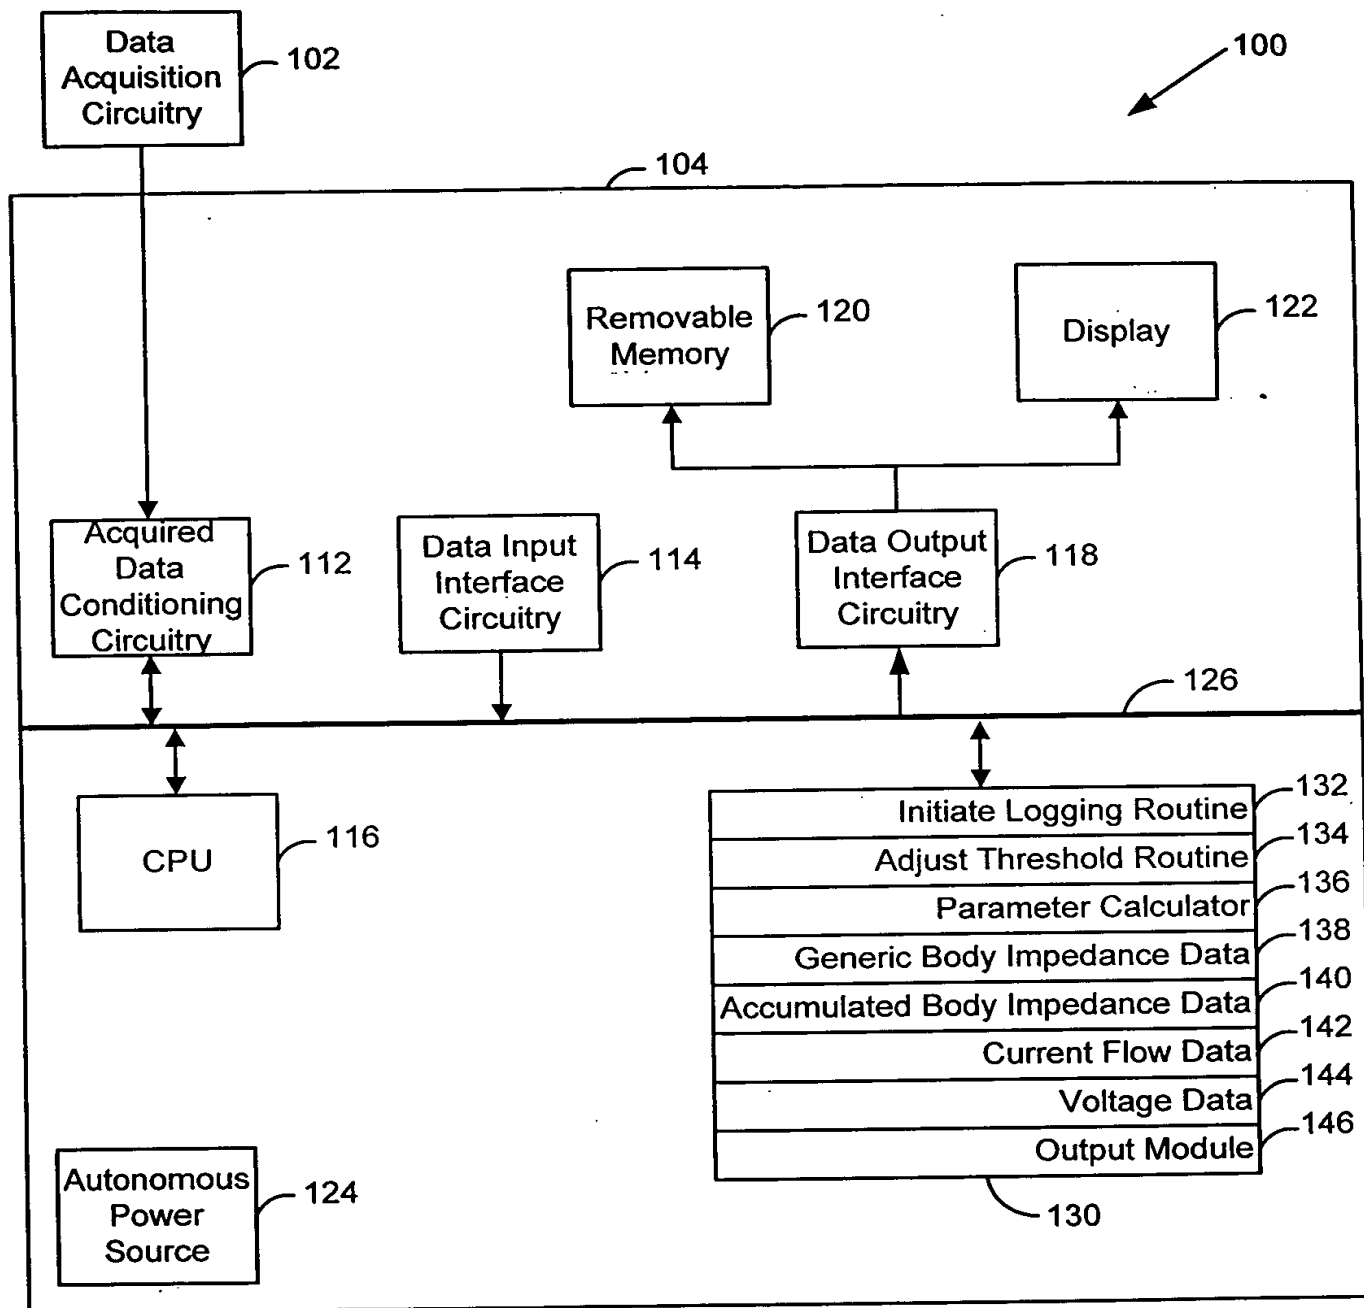 Data
Acquisition
Circuitry
102
100
104
Removable
Memory
120
Display
122
Acquired
Data
Conditioning
Circuitry
112
Data Input
Interface
Circuitry
114
Data Output
Interface
Circuitry
118
126
CPU
116
Initiate Logging Routine
132
Adjust Threshold Routine
134
Parameter Calculator
136
Generic Body Impedance Data
138
Accumulated Body Impedance Data
140
Current Flow Data
142
Voltage Data
144
Output Module
146
130
Autonomous
Power
Source
124